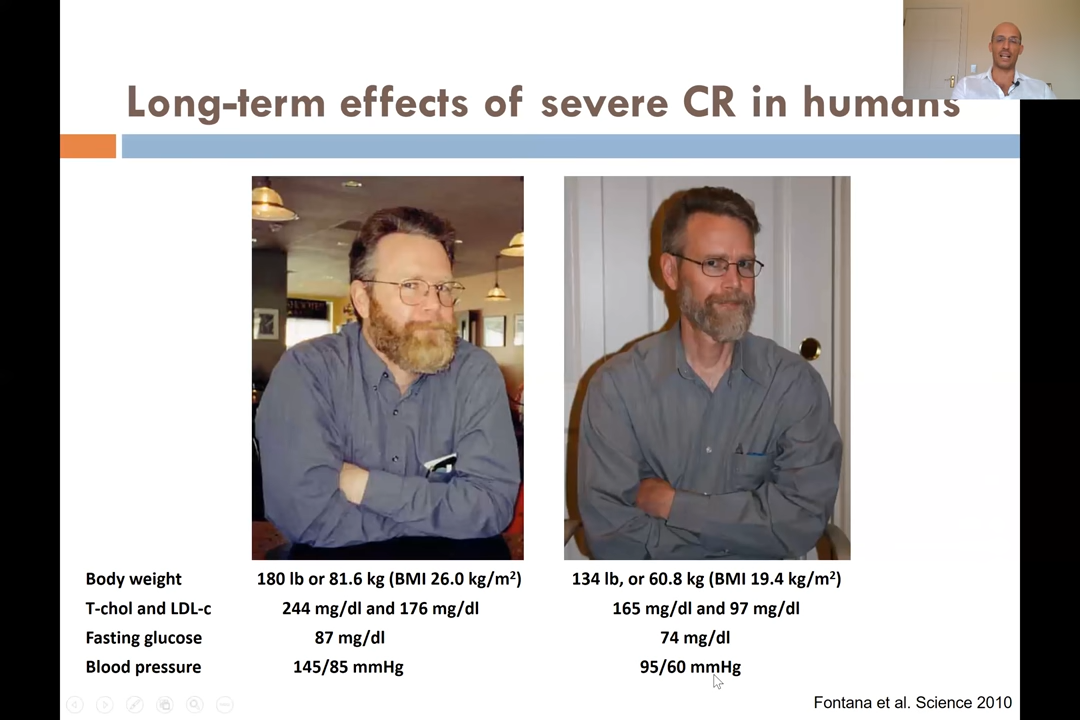 Long-term effects of severe CR in humans
Body weight 180 lb or 81.6 kg (BMI 26.0 kg/m²) 134 lb, or 60.8 kg (BMI 19.4 kg/m²)
T-chol and LDL-c 244 mg/dl and 176 mg/dl 165 mg/dl and 97 mg/dl
Fasting glucose 87 mg/dl 74 mg/dl
Blood pressure 145/85 mmHg 95/60 mmHg
Fontana et al. Science 2010